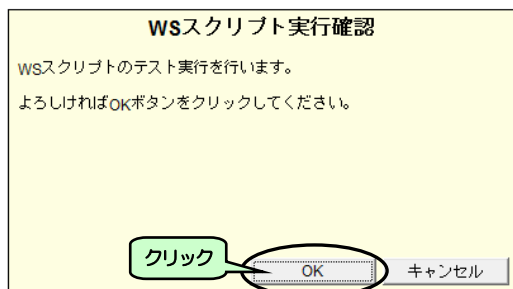 WSスクリプト実行確認
WSスクリプトのテスト実行を行います。
よろしければOKボタンをクリックしてください。
クリック
OK
キャンセル